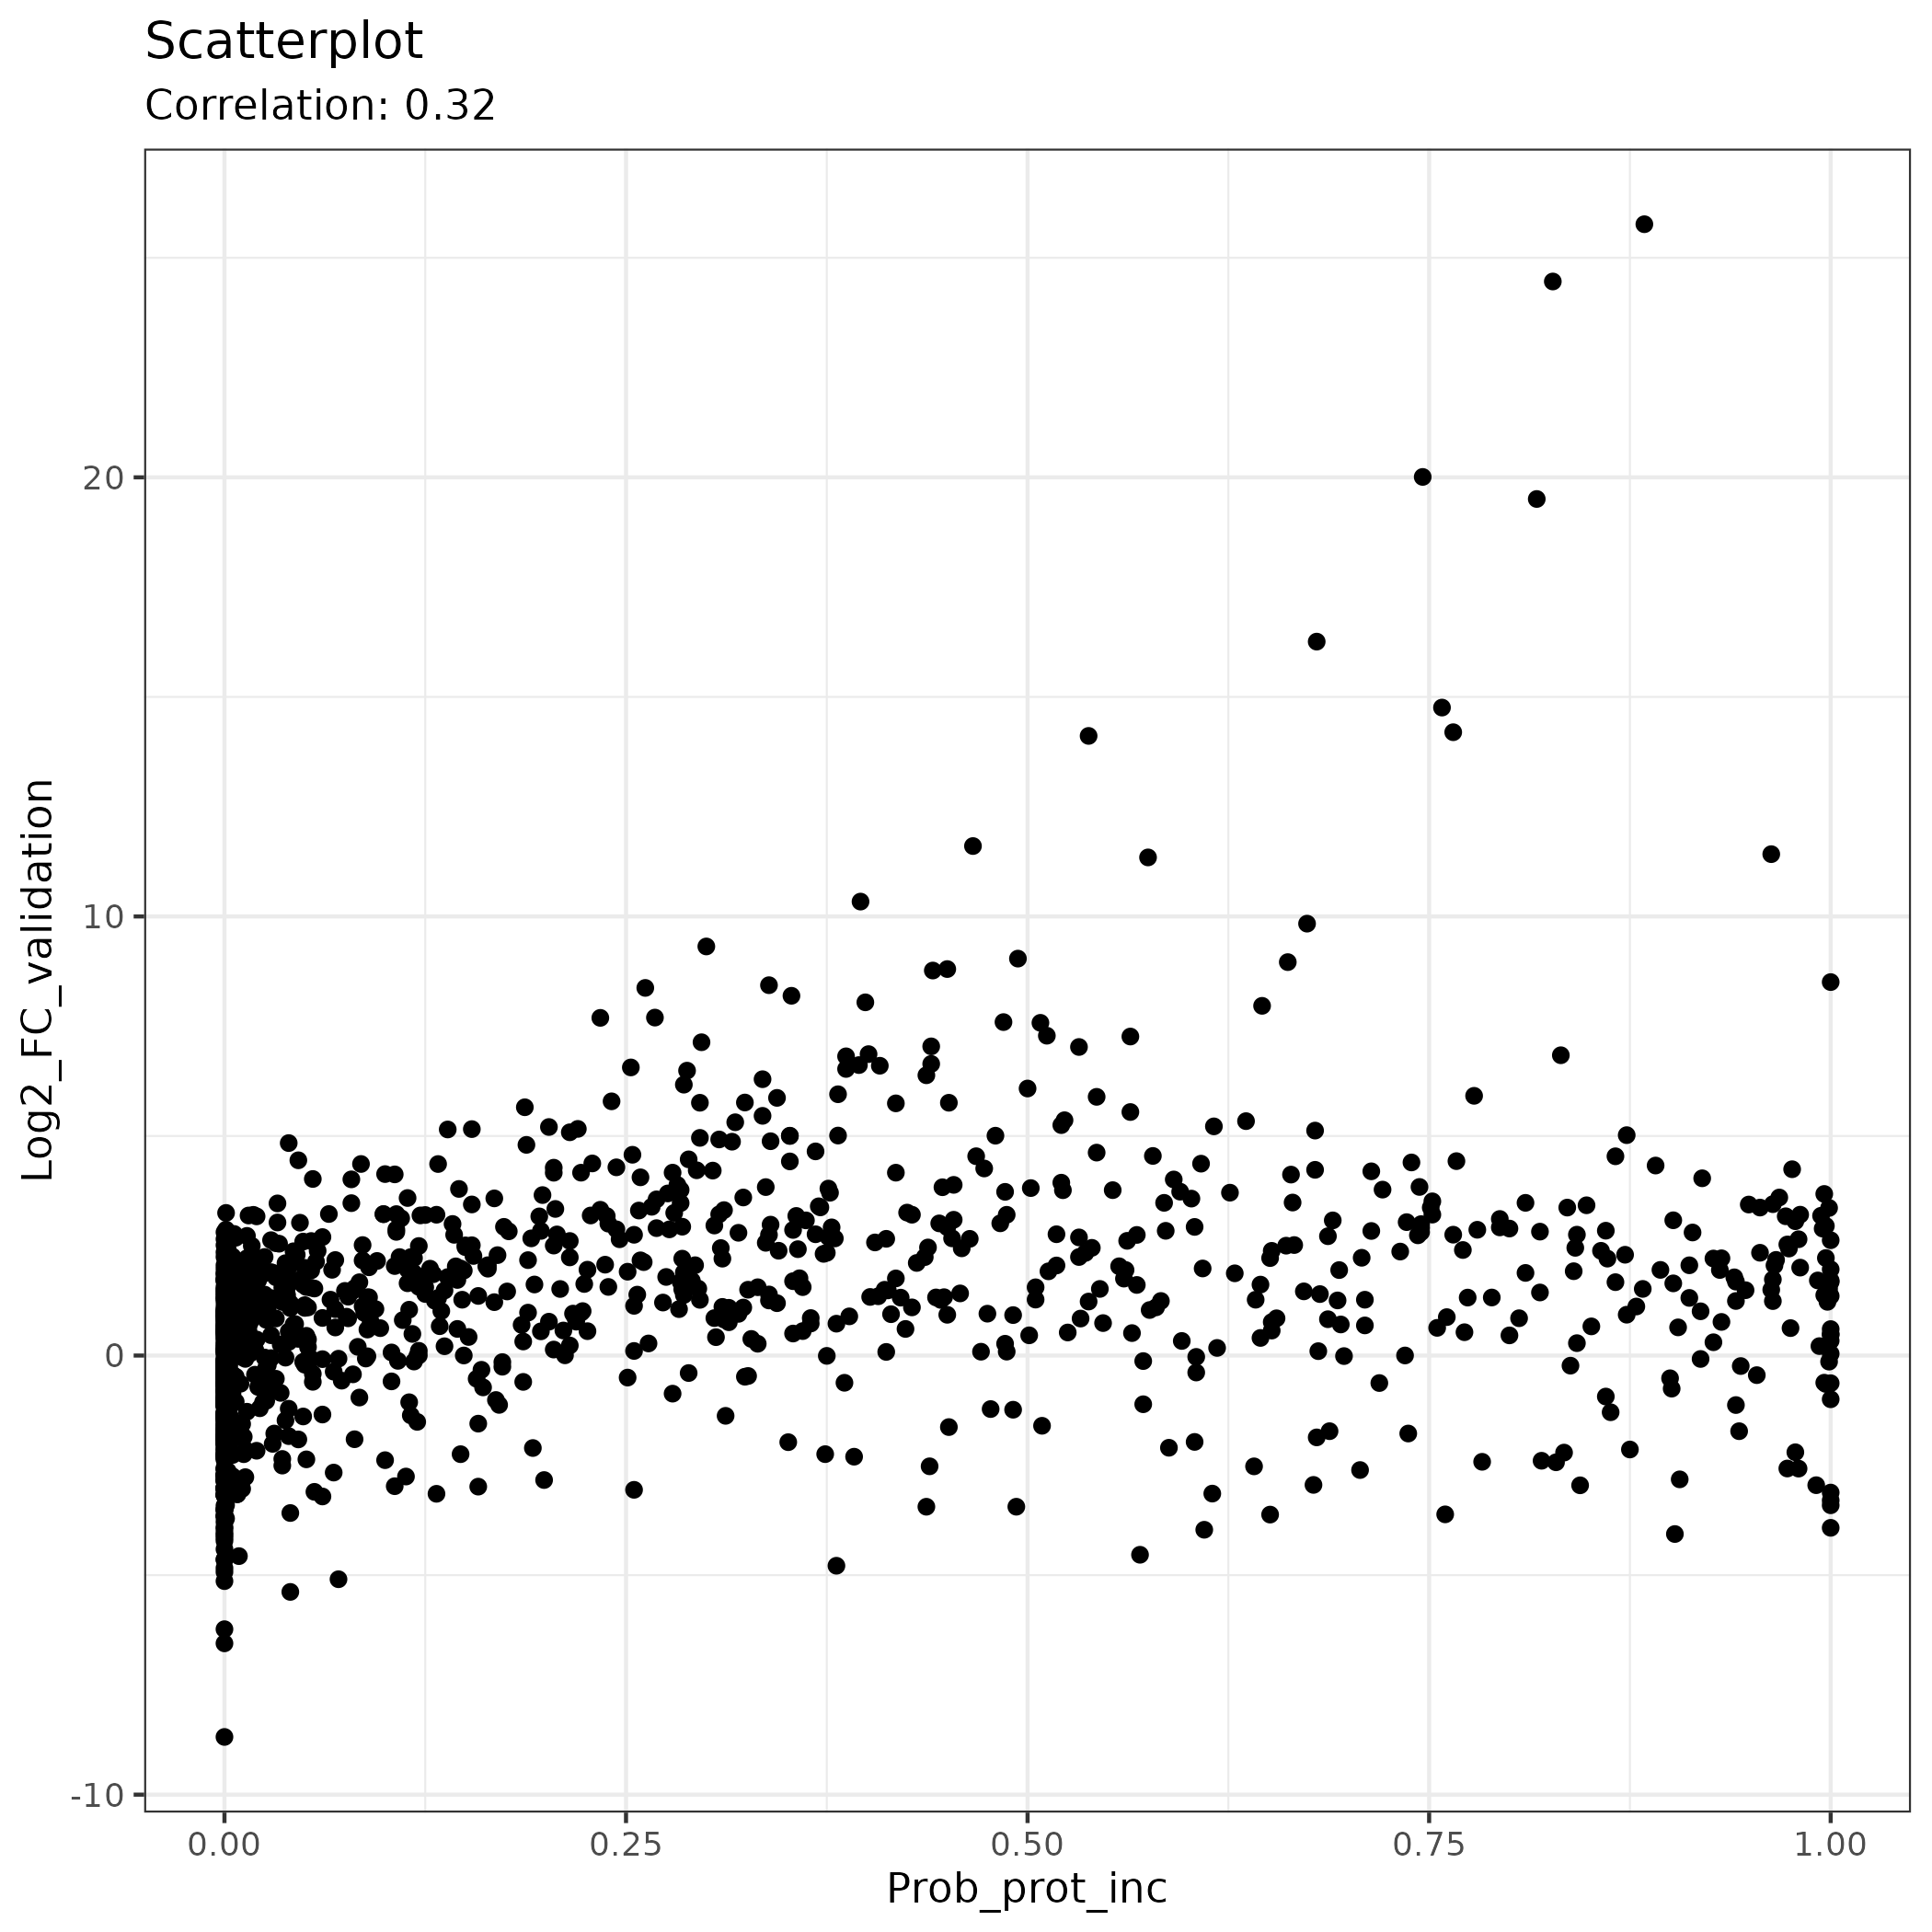 Scatterplot
Correlation: 0.32
Log2_FC_validation
20
10
0
-10
0.00 0.25 0.50 0.75 1.00
Prob_prot_inc